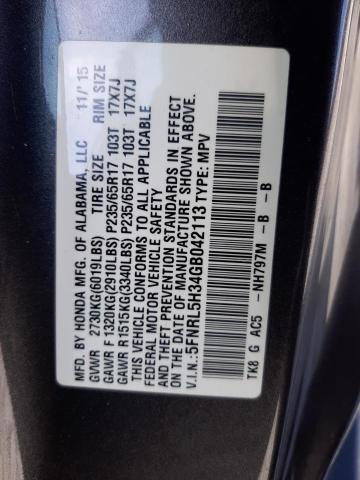 MFD. BY HONDA MFG. OF ALABAMA, LLC 11/'15
GVWR 2730KG(6019LBS) TIRE SIZE RIM SIZE
GAWR F 1320KG(2910LBS) P235/65R17 103T 17X7J
GAWR R 1515KG(3340LBS) P235/65R17 103T 17X7J
THIS VEHICLE CONFORMS TO ALL APPLICABLE
FEDERAL MOTOR VEHICLE SAFETY
AND THEFT PREVENTION STANDARDS IN EFFECT
ON THE DATE OF MANUFACTURE SHOWN ABOVE.
V.I.N.:5FNRL5H34GB042113 TYPE: MPV
TK8 G AC5 -NH797M - B - B